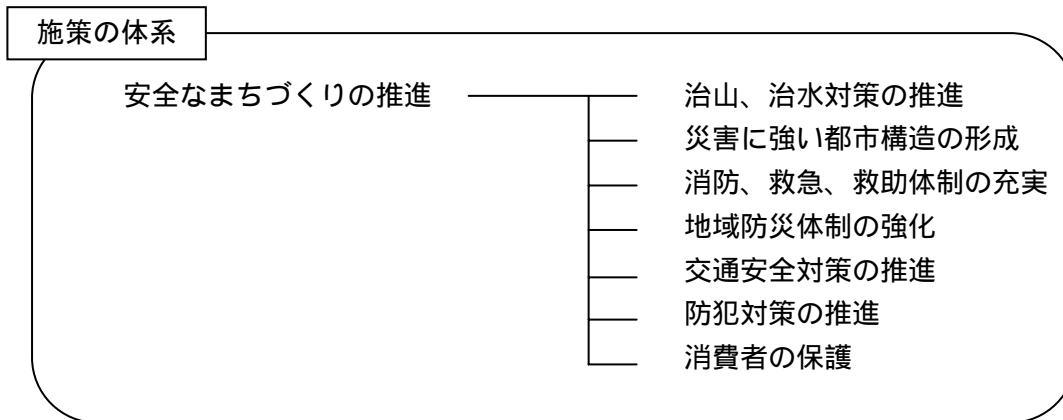 施策の体系
安全なまちづくりの推進
治山、治水対策の推進
災害に強い都市構造の形成
消防、救急、救助体制の充実
地域防災体制の強化
交通安全対策の推進
防犯対策の推進
消費者の保護